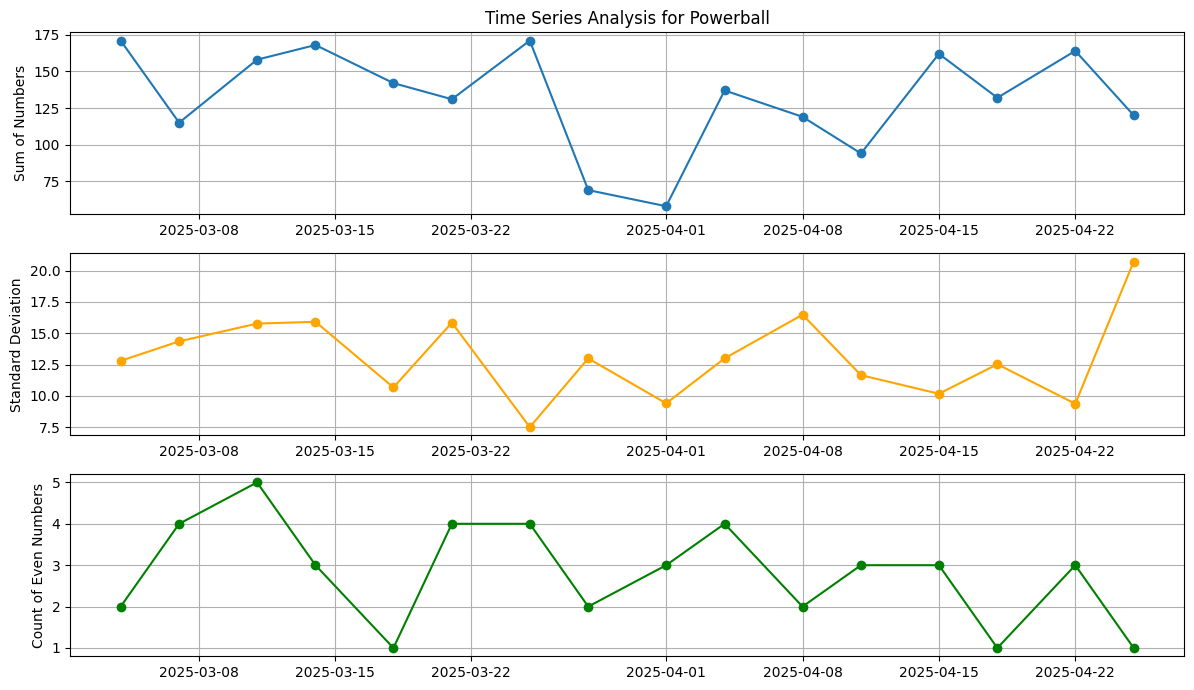 Time Series Analysis for Powerball
Sum of Numbers
175
150
125
100
75
2025-03-08 2025-03-15 2025-03-22 2025-04-01 2025-04-08 2025-04-15 2025-04-22
Standard Deviation
20.0
17.5
15.0
12.5
10.0
7.5
2025-03-08 2025-03-15 2025-03-22 2025-04-01 2025-04-08 2025-04-15 2025-04-22
Count of Even Numbers
5
4
3
2
1
2025-03-08 2025-03-15 2025-03-22 2025-04-01 2025-04-08 2025-04-15 2025-04-22